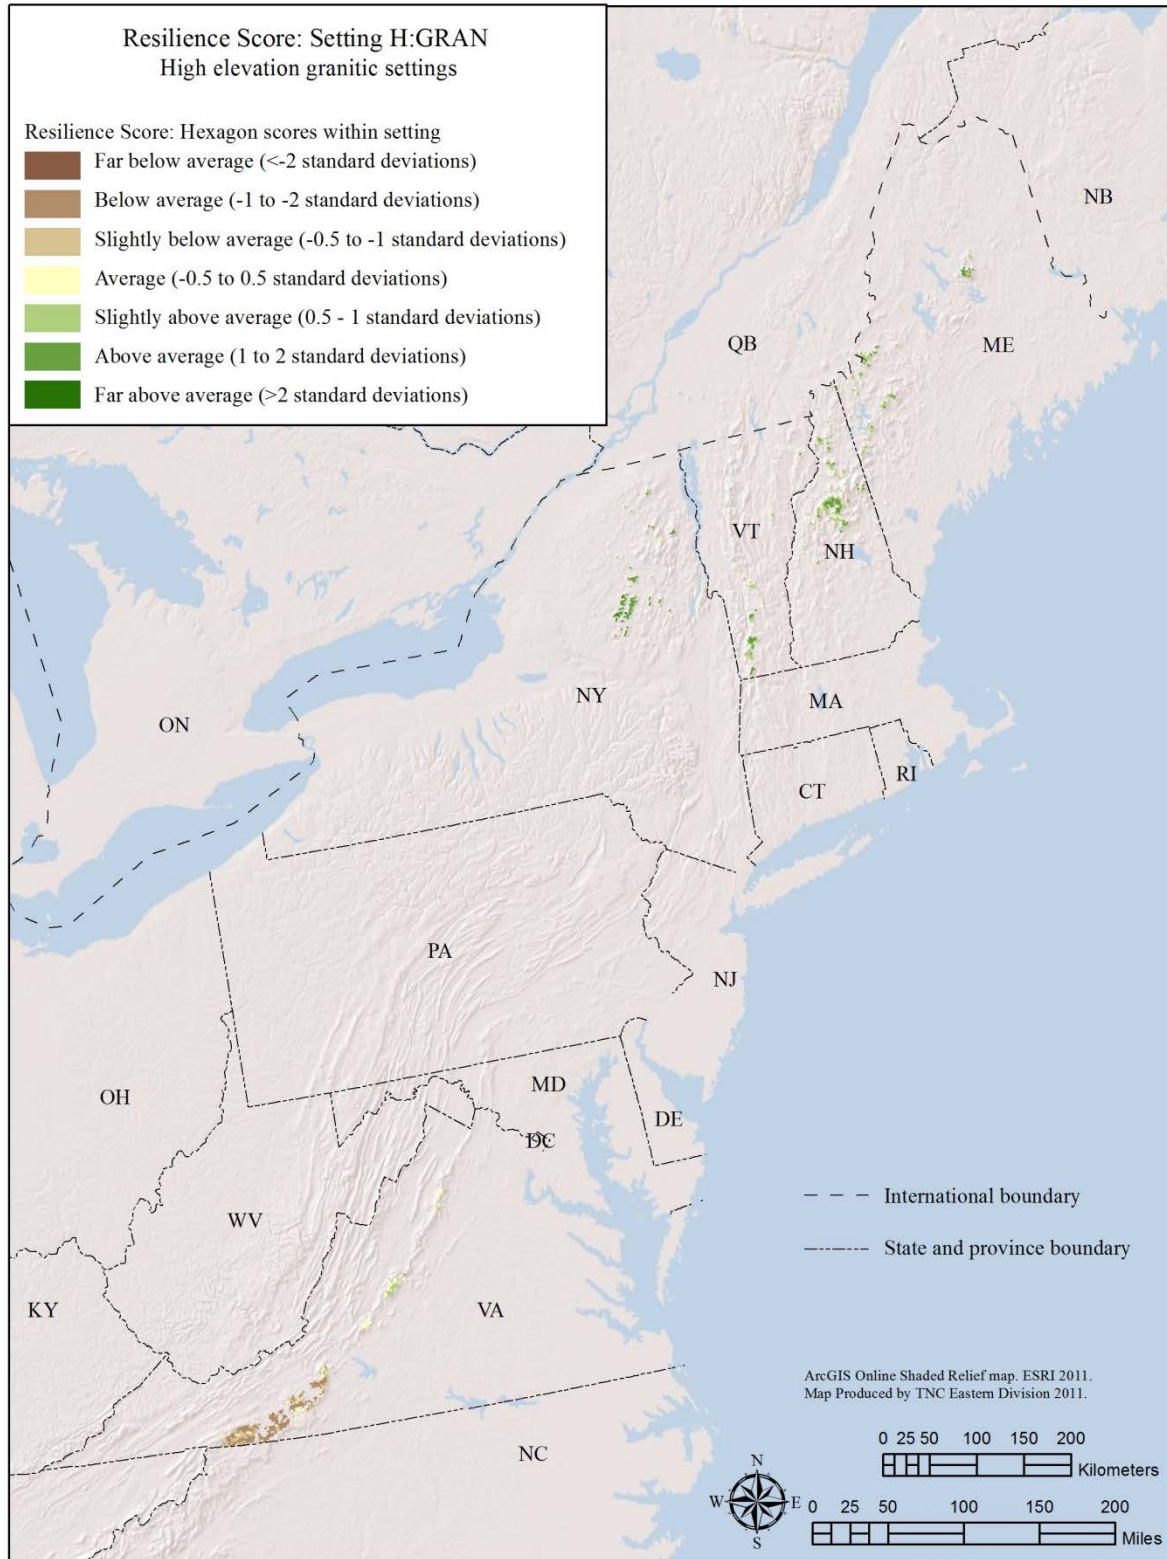 Resilience Score: Setting H:GRAN
High elevation granitic settings
Resilience Score: Hexagon scores within setting
Far below average (<-2 standard deviations)
Below average (-1 to -2 standard deviations)
Slightly below average (-0.5 to -1 standard deviations)
Average (-0.5 to 0.5 standard deviations)
Slightly above average (0.5 - 1 standard deviations)
Above average (1 to 2 standard deviations)
Far above average (>2 standard deviations)
NB
QB
ME
VT
NH
NY
MA
ON
CT
RI
PA
NJ
OH
MD
DE
DC
WV
International boundary
State and province boundary
KY
VA
NC
ArcGIS Online Shaded Relief map. ESRI 2011.
Map Produced by TNC Eastern Division 2011.
0 25 50 100 150 200
Kilometers
N
W E
S
0 25 50 100 150 200
Miles